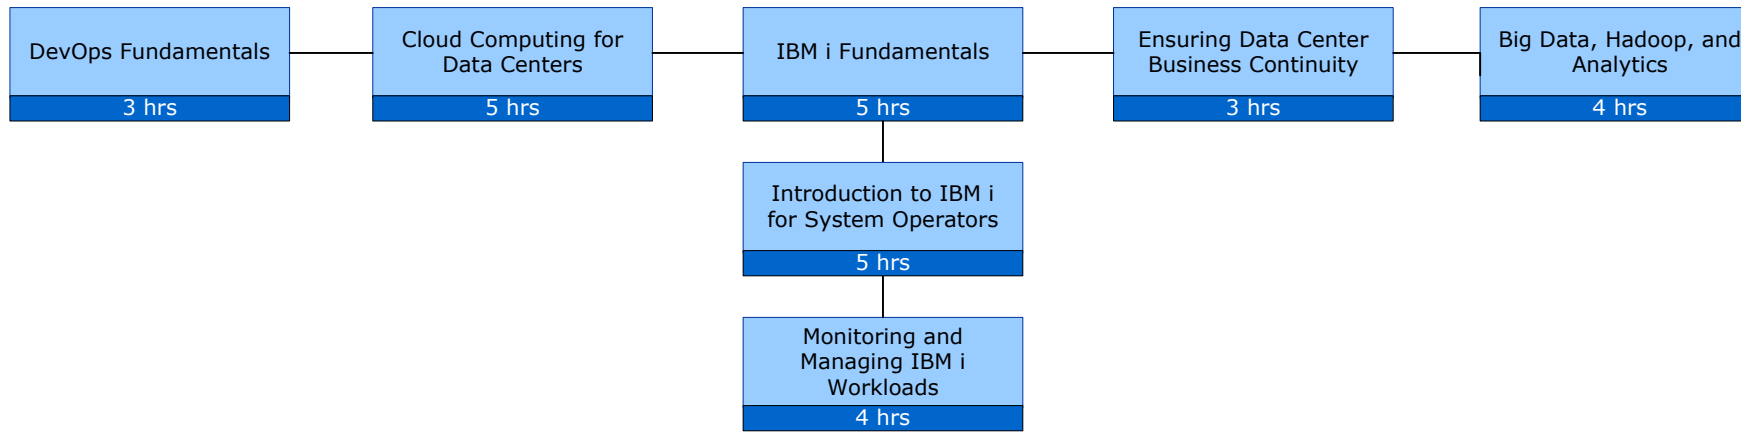 DevOps Fundamentals
3 hrs
Cloud Computing for
Data Centers
5 hrs
IBM i Fundamentals
5 hrs
Ensuring Data Center
Business Continuity
3 hrs
Big Data, Hadoop, and
Analytics
4 hrs
Introduction to IBM i
for System Operators
5 hrs
Monitoring and
Managing IBM i
Workloads
4 hrs